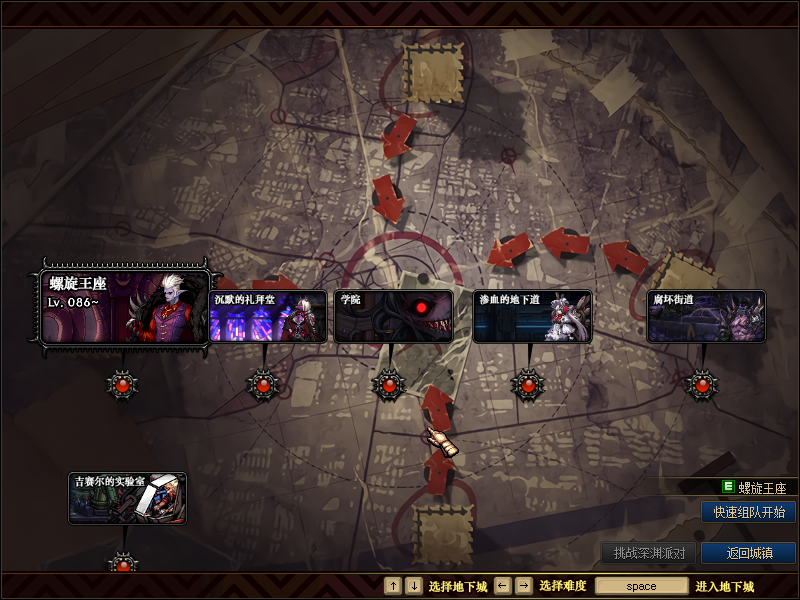 螺旋王座
Lv. 086~
沉默的礼拜堂
学院
渗血的地下道
腐坏街道
吉赛尔的实验室
E 螺旋王座
快速组队开始
挑战深渊派对
返回城镇
↑ ↓ 选择地下城 ← → 选择难度 space 进入地下城